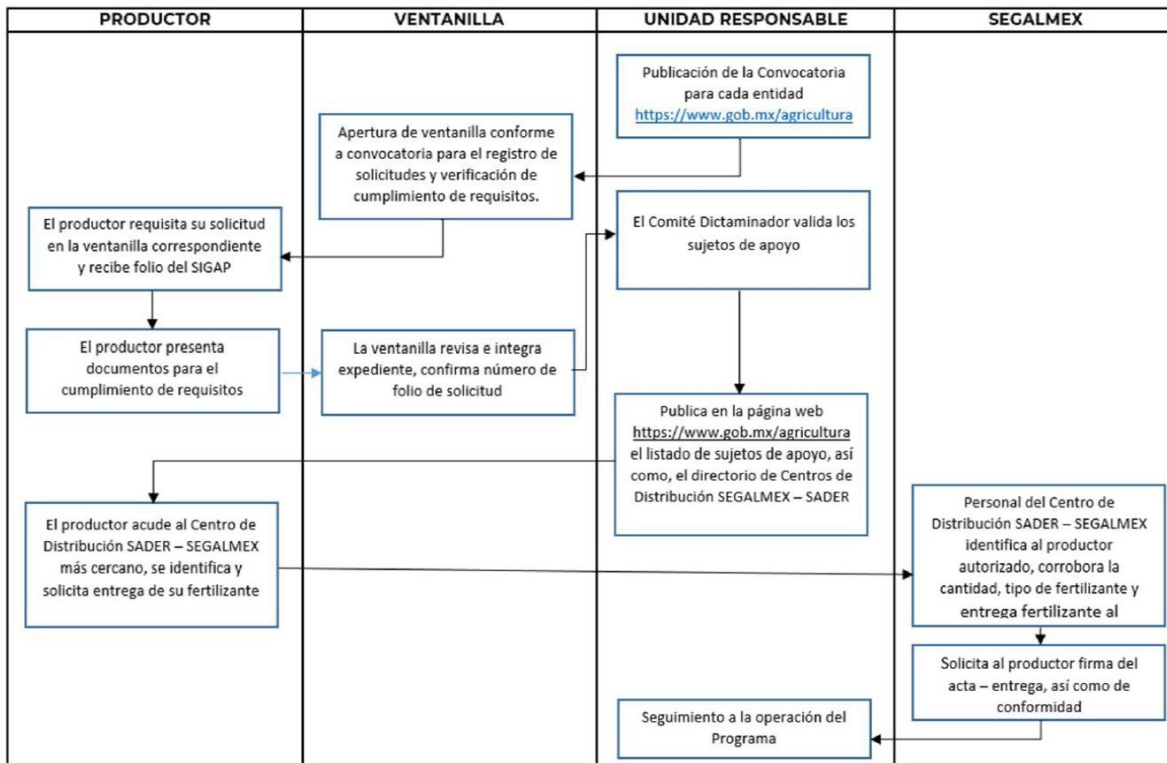 PRODUCTOR
VENTANILLA
UNIDAD RESPONSABLE
SEGALMEX
Publicación de la Convocatoria
para cada entidad
https://www.gob.mx/agricultura
Apertura de ventanilla conforme
a convocatoria para el registro de
solicitudes y verificación de
cumplimiento de requisitos.
El productor requisita su solicitud
en la ventanilla correspondiente
y recibe folio del SIGAP
El productor presenta
documentos para el
cumplimiento de requisitos
La ventanilla revisa e integra
expediente, confirma número de
folio de solicitud
El Comité Dictaminador valida los
sujetos de apoyo
Publica en la página web
https://www.gob.mx/agricultura
el listado de sujetos de apoyo, así
como, el directorio de Centros de
Distribución SEGALMEX – SADER
El productor acude al Centro de
Distribución SADER – SEGALMEX
más cercano, se identifica y
solicita entrega de su fertilizante
Personal del Centro de
Distribución SADER – SEGALMEX
identifica al productor
autorizado, corrobora la
cantidad, tipo de fertilizante y
entrega fertilizante al
Solicita al productor firma del
acta – entrega, así como de
conformidad
Seguimiento a la operación del
Programa